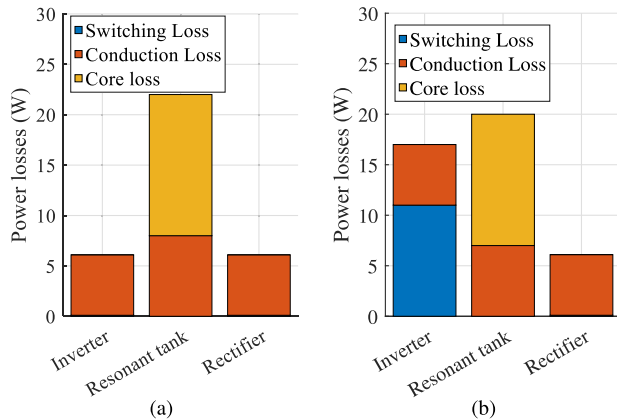 30
25
20
15
10
5
0
Power losses (W)
Switching Loss
Conduction Loss
Core loss
Inverter
Resonant tank
Rectifier
(a)
30
25
20
15
10
5
0
Power losses (W)
Switching Loss
Conduction Loss
Core loss
Inverter
Resonant tank
Rectifier
(b)